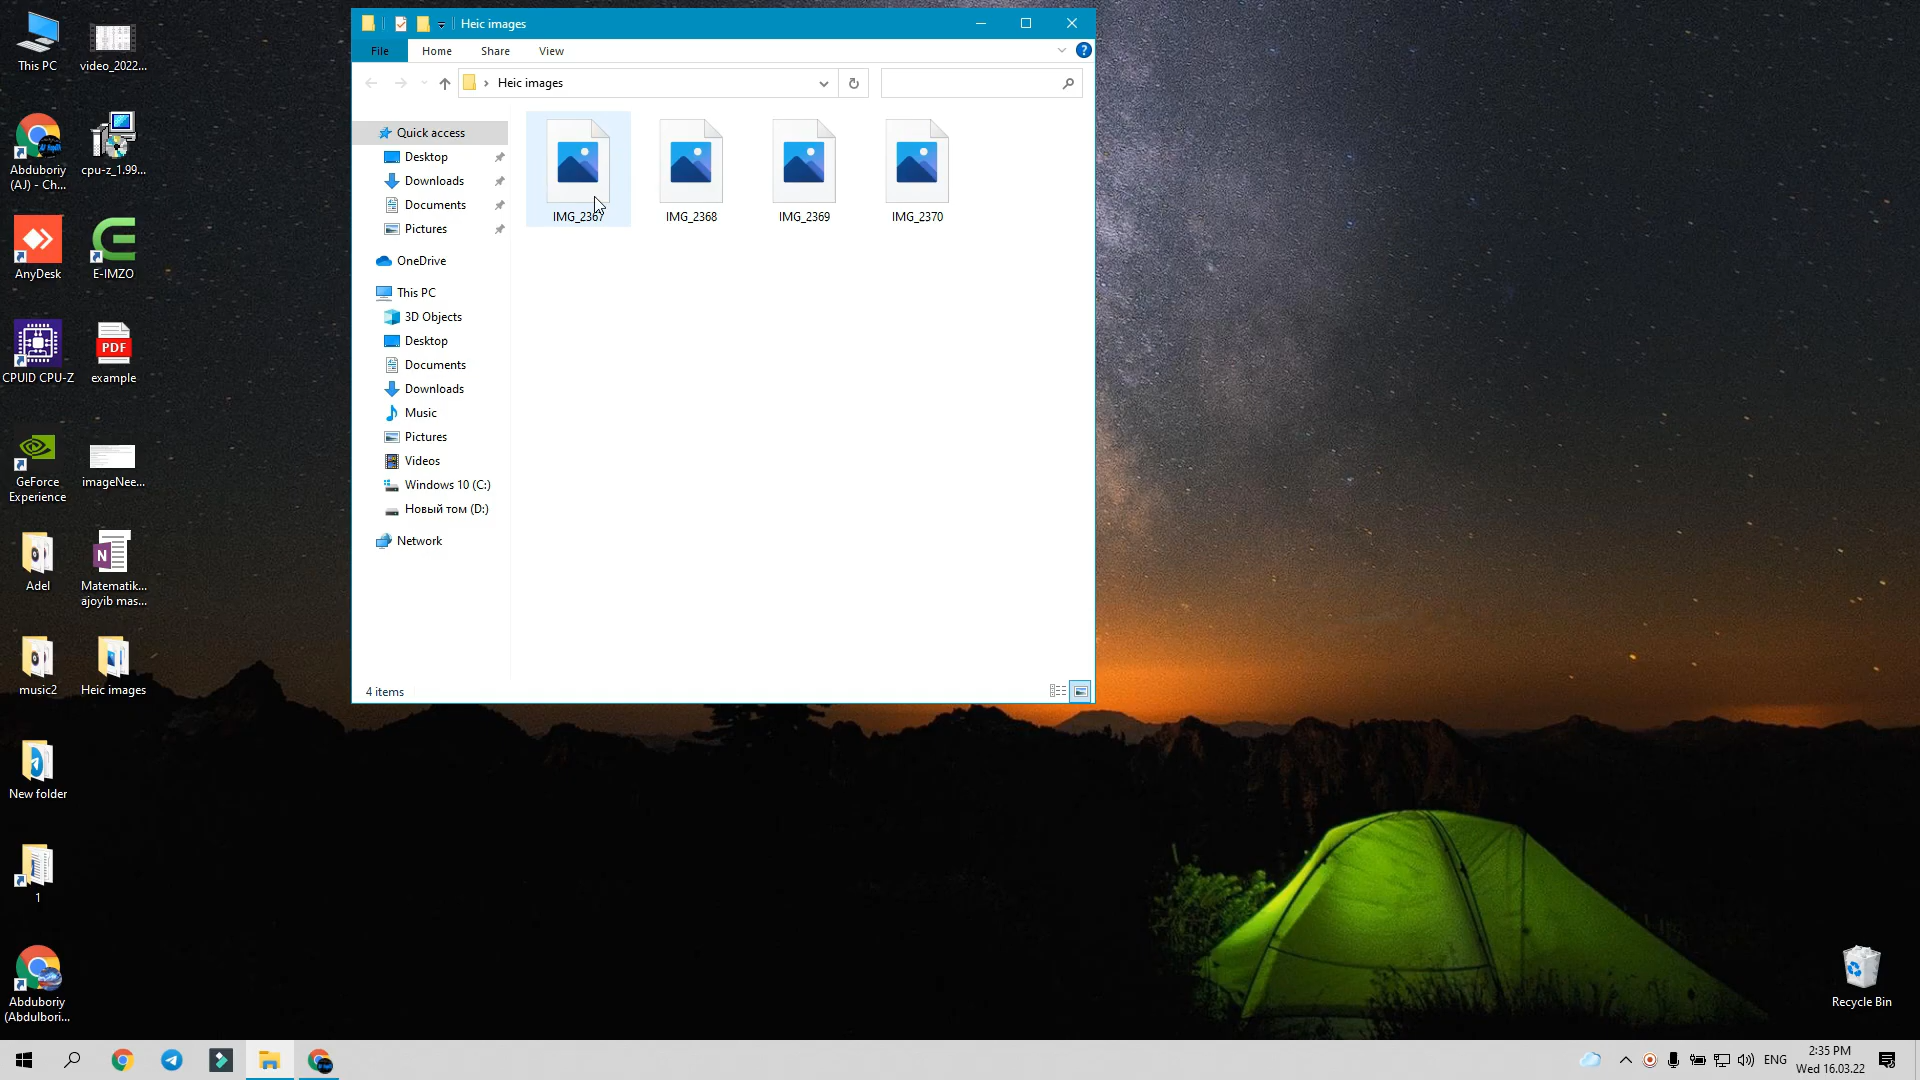 Heic images
File
Home
Share
View
Heic images
Quick access
Desktop
Downloads
Documents
Pictures
OneDrive
This PC
3D Objects
Desktop
Documents
Downloads
Music
Pictures
Videos
Windows 10 (C:)
Новый том (D:)
Network
IMG_2367
IMG_2368
IMG_2369
IMG_2370
4 items
This PC
video_2022...
Abduboriy
(AJ) - Ch...
cpu-z_1.99...
AnyDesk
E-IMZO
CPUID CPU-Z
PDF
example
GeForce
Experience
imageNee...
Adel
N
Matematik...
ajoyib mas...
music2
Heic images
New folder
1
Abduboriy
(Abdulbori...
Recycle Bin
ENG
2:35 PM
Wed 16.03.22